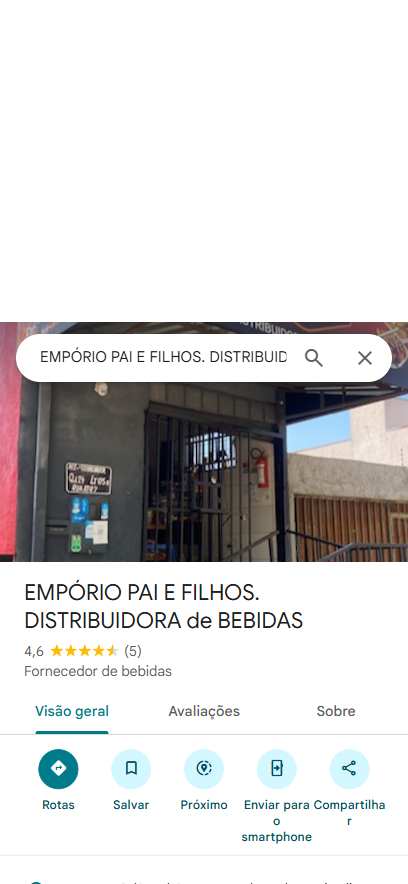 EMPÓRIO PAI E FILHOS. DISTRIBUID
EMPÓRIO PAI E FILHOS.
DISTRIBUIDORA de BEBIDAS
4,6 (5)
Fornecedor de bebidas
Visão geral Avaliações Sobre
Rotas Salvar Próximo Enviar para o smartphone Compartilhar